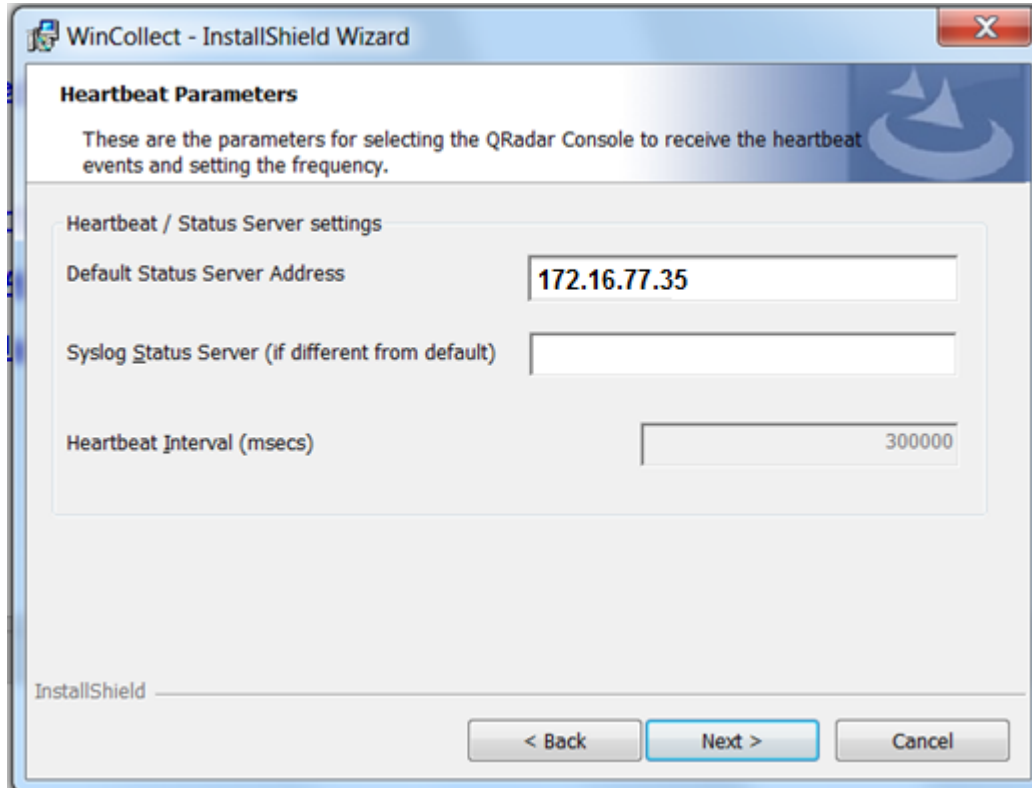 WinCollect - InstallShield Wizard
Heartbeat Parameters
These are the parameters for selecting the QRadar Console to receive the heartbeat
events and setting the frequency.
Heartbeat / Status Server settings
Default Status Server Address
172.16.77.35
Syslog Status Server (if different from default)
Heartbeat Interval (msecs)
300000
InstallShield
< Back
Next >
Cancel